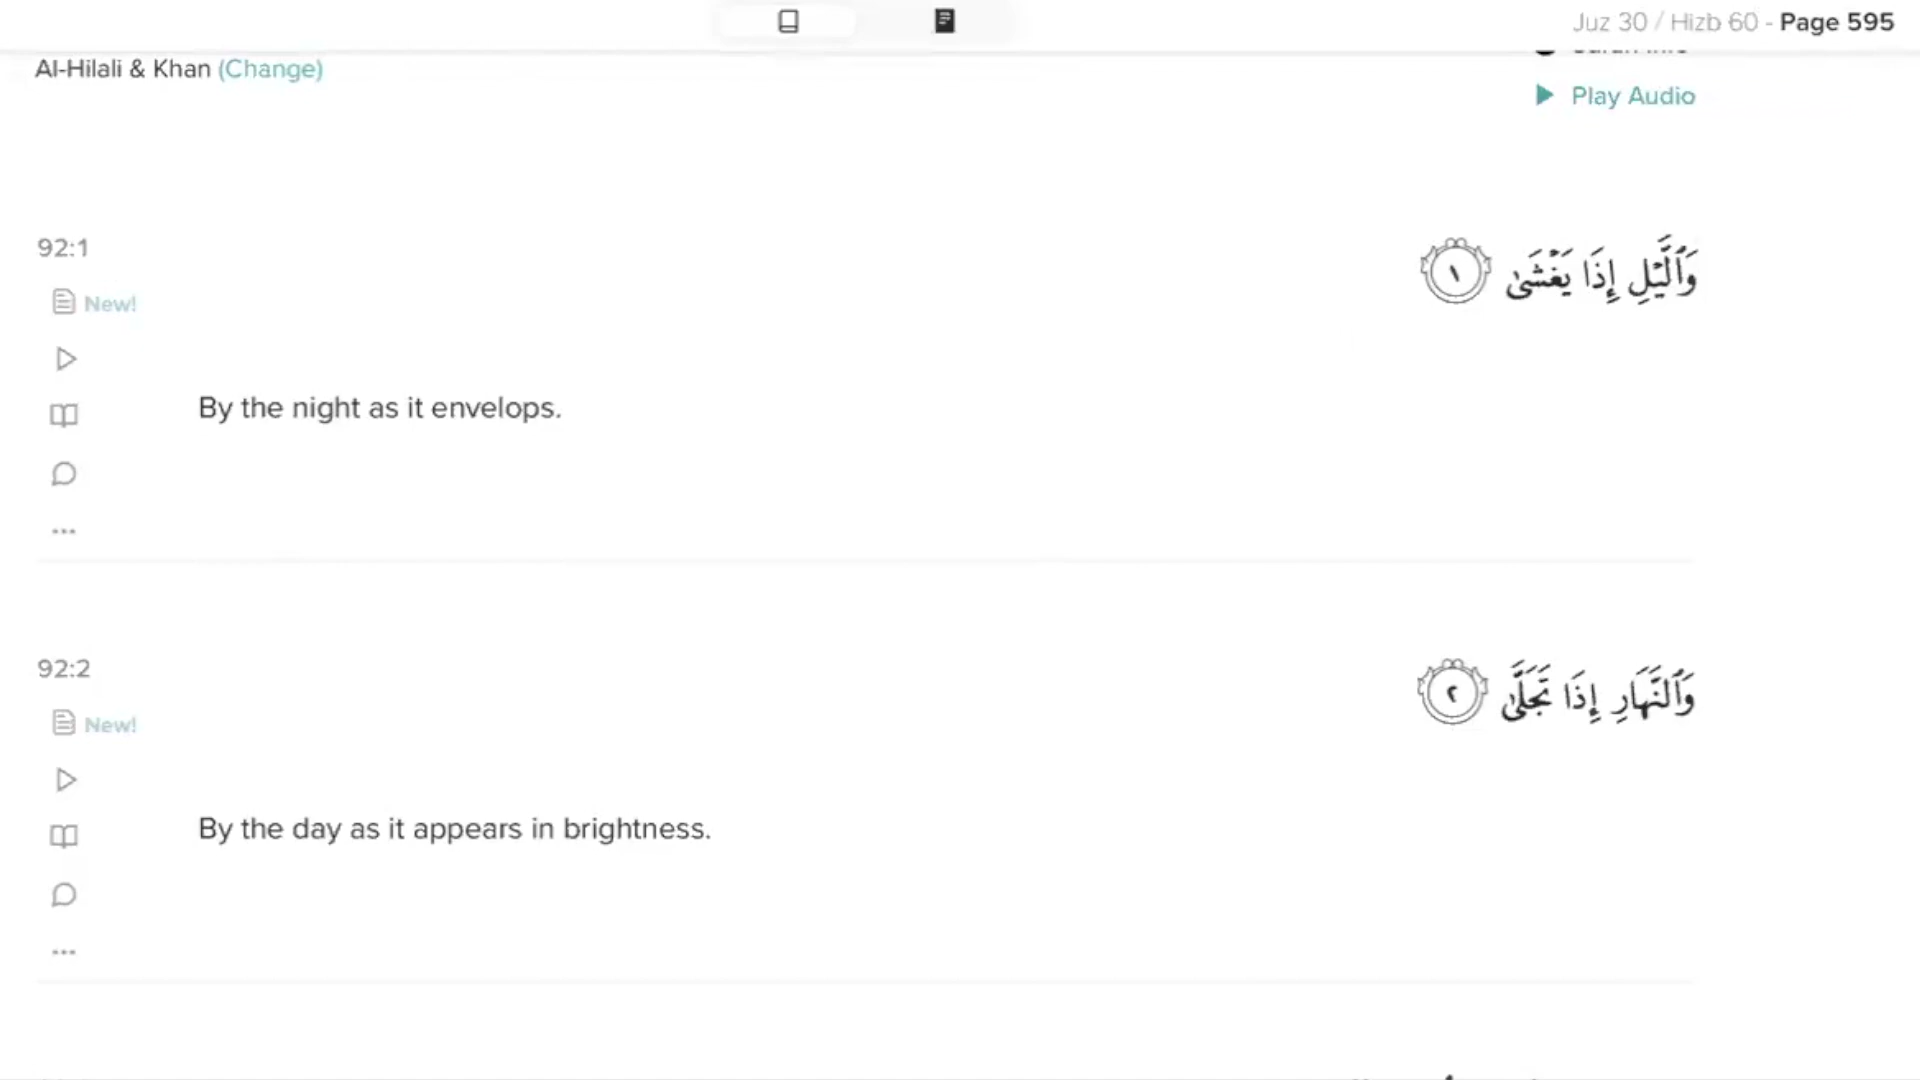 Juz 30 / Hizb 60 - Page 595
Al-Hilali & Khan (Change)
Play Audio
92:1
وَٱلَّيْلِ إِذَا يَغْشَىٰ ١
New!
By the night as it envelops.
...
92:2
وَٱلنَّهَارِ إِذَا تَجَلَّىٰ ٢
New!
By the day as it appears in brightness.
...